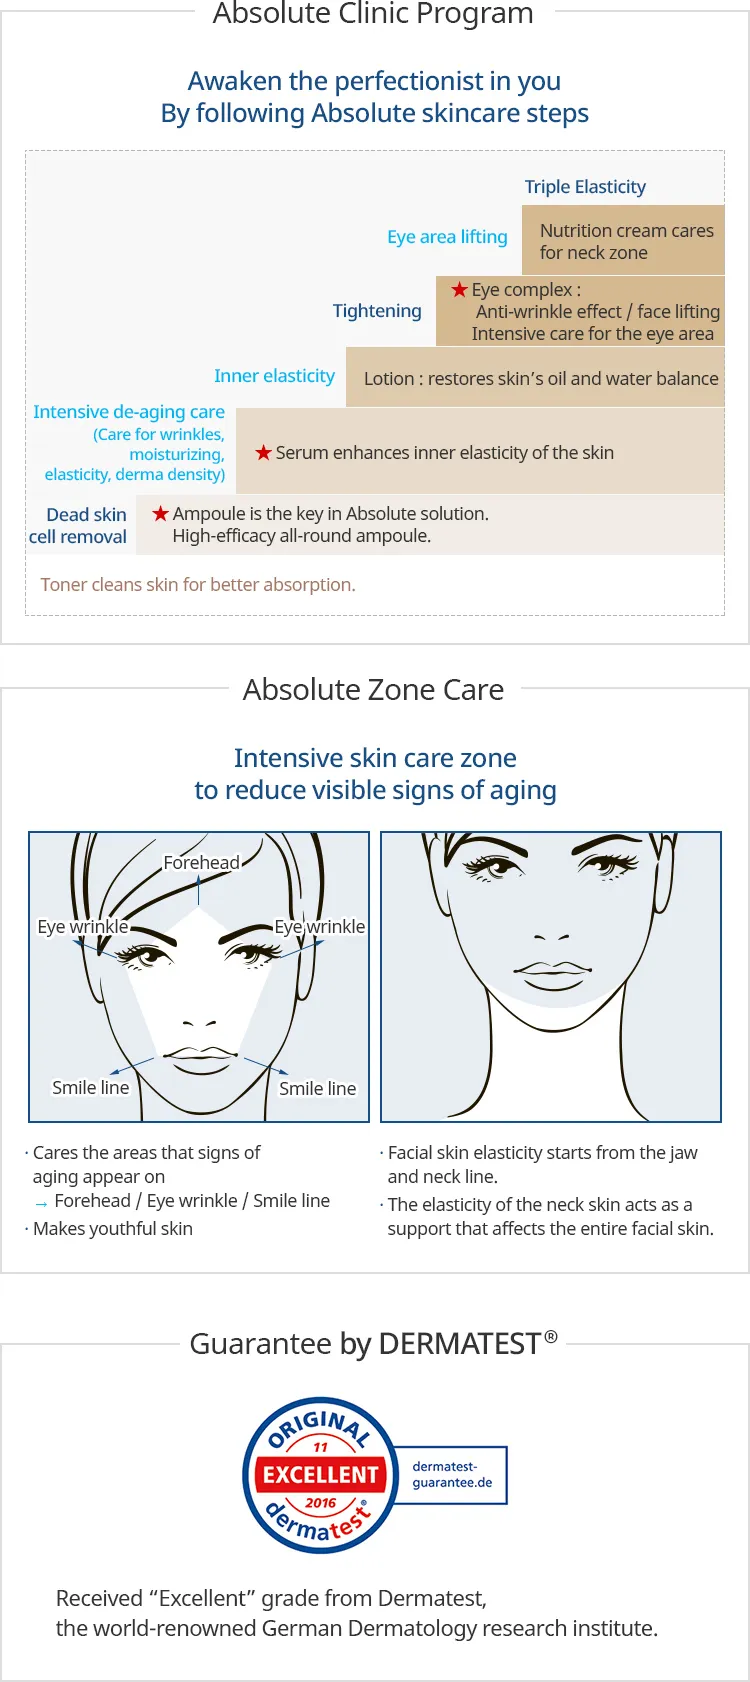 Absolute Clinic Program
Awaken the perfectionist in you
By following Absolute skincare steps
Triple Elasticity
Nutrition cream cares
for neck zone
Eye area lifting
★ Eye complex :
Anti-wrinkle effect / face lifting
Intensive care for the eye area
Tightening
Inner elasticity
Lotion : restores skin's oil and water balance
Intensive de-aging care
(Care for wrinkles,
moisturizing,
elasticity, derma density)
★ Serum enhances inner elasticity of the skin
Dead skin
cell removal
★ Ampoule is the key in Absolute solution.
High-efficacy all-round ampoule.
Toner cleans skin for better absorption.
Absolute Zone Care
Intensive skin care zone
to reduce visible signs of aging
Forehead
Eye wrinkle
Eye wrinkle
Smile line
Smile line
· Cares the areas that signs of
aging appear on
→ Forehead / Eye wrinkle / Smile line
· Makes youthful skin
· Facial skin elasticity starts from the jaw
and neck line.
· The elasticity of the neck skin acts as a
support that affects the entire facial skin.
Guarantee by DERMATEST®
ORIGINAL
11
EXCELLENT
2016
dermatest®
dermatest-
guarantee.de
Received “Excellent” grade from Dermatest,
the world-renowned German Dermatology research institute.